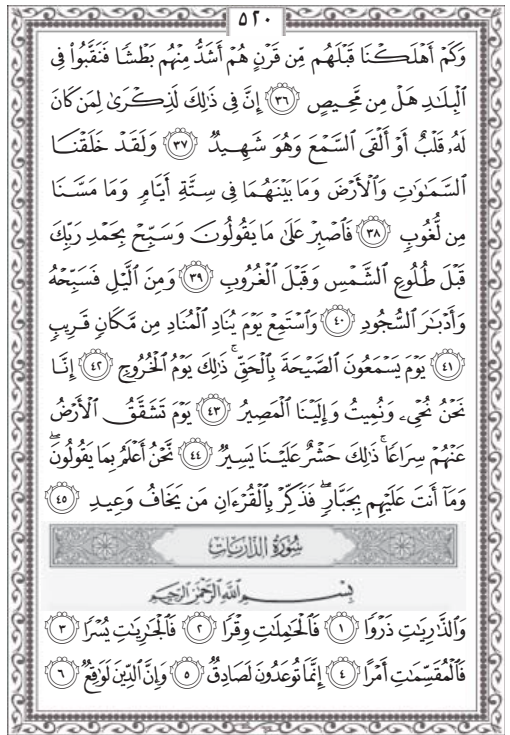 ٥٢٠
وَكَمْ أَهْلَكْنَا قَبْلَهُم مِّن قَرْنٍ هُمْ أَشَدُّ مِنْهُم بَطْشًا فَنَقَّبُوا۟ فِى
ٱلْبِلَٰدِ هَلْ مِن مَّحِيصٍ ٣٦ إِنَّ فِى ذَٰلِكَ لَذِكْرَىٰ لِمَن كَانَ
لَهُۥ قَلْبٌ أَوْ أَلْقَى ٱلسَّمْعَ وَهُوَ شَهِيدٌ ٣٧ وَلَقَدْ خَلَقْنَا
ٱلسَّمَٰوَٰتِ وَٱلْأَرْضَ وَمَا بَيْنَهُمَا فِى سِتَّةِ أَيَّامٍ وَمَا مَسَّنَا
مِن لُّغُوبٍ ٣٨ فَٱصْبِرْ عَلَىٰ مَا يَقُولُونَ وَسَبِّحْ بِحَمْدِ رَبِّكَ
قَبْلَ طُلُوعِ ٱلشَّمْسِ وَقَبْلَ ٱلْغُرُوبِ ٣٩ وَمِنَ ٱلَّيْلِ فَسَبِّحْهُ
وَأَدْبَٰرَ ٱلسُّجُودِ ٤٠ وَٱسْتَمِعْ يَوْمَ يُنَادِ ٱلْمُنَادِ مِن مَّكَانٍ قَرِيبٍ
٤١ يَوْمَ يَسْمَعُونَ ٱلصَّيْحَةَ بِٱلْحَقِّ ۚ ذَٰلِكَ يَوْمُ ٱلْخُرُوجِ ٤٢ إِنَّا
نَحْنُ نُحْىِۦ وَنُمِيتُ وَإِلَيْنَا ٱلْمَصِيرُ ٤٣ يَوْمَ تَشَقَّقُ ٱلْأَرْضُ
عَنْهُمْ سِرَاعًا ۚ ذَٰلِكَ حَشْرٌ عَلَيْنَا يَسِيرٌ ٤٤ نَّحْنُ أَعْلَمُ بِمَا يَقُولُونَ ۖ
وَمَآ أَنتَ عَلَيْهِم بِجَبَّارٍ ۖ فَذَكِّرْ بِٱلْقُرْءَانِ مَن يَخَافُ وَعِيدِ ٤٥
سُورَةُ الذَّارِيَاتِ
بِسْمِ ٱللَّهِ ٱلرَّحْمَٰنِ ٱلرَّحِيمِ
وَٱلذَّٰرِيَٰتِ ذَرْوًا ١ فَٱلْحَٰمِلَٰتِ وِقْرًا ٢ فَٱلْجَٰرِيَٰتِ يُسْرًا ٣
فَٱلْمُقَسِّمَٰتِ أَمْرًا ٤ إِنَّمَا تُوعَدُونَ لَصَادِقٌ ٥ وَإِنَّ ٱلدِّينَ لَوَٰقِعٌ ٦